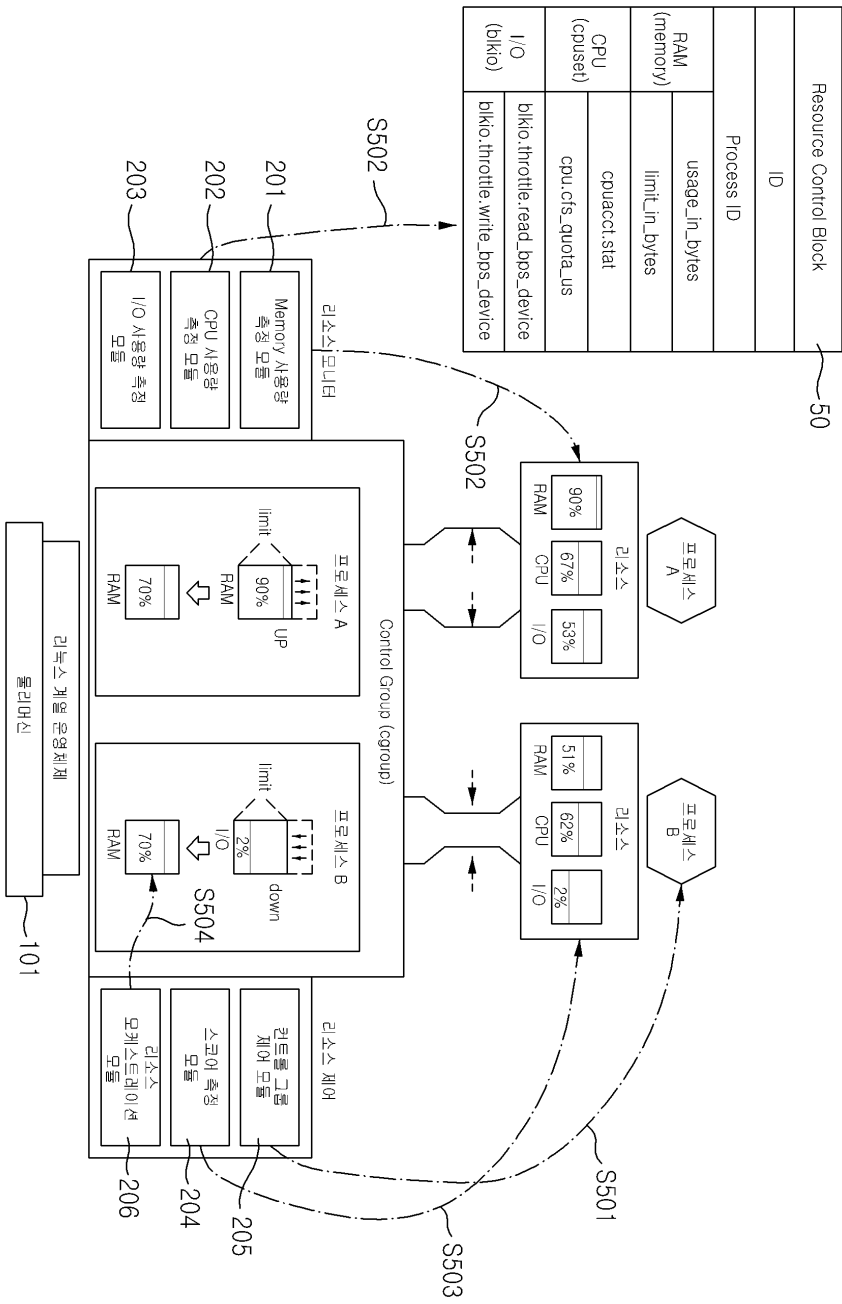 Resource Control Block
ID
Process ID
RAM
(memory)
usage_in_bytes
limit_in_bytes
CPU
(cpuset)
cpuacct.stat
cpu.cfs_quota_us
I/O
(blkio)
blkio.throttle.read_bps_device
blkio.throttle.write_bps_device
50
프로세스
A
리소스
90%
RAM
67%
CPU
53%
I/O
프로세스
B
리소스
51%
RAM
62%
CPU
2%
I/O
S502
S502
S501
S503
리소스 모니터
Memory 사용량
측정 모듈
CPU 사용량
측정 모듈
I/O 사용량 측정
모듈
201
202
203
Control Group (cgroup)
프로세스 A
limit
90%
UP
RAM
70%
RAM
프로세스 B
limit
2%
down
I/O
70%
RAM
S504
리소스 제어
컨트롤 그룹
제어 모듈
스코어 측정
모듈
리소스
오케스트레이션
모듈
205
204
206
리눅스 계열 운영체제
물리머신
101